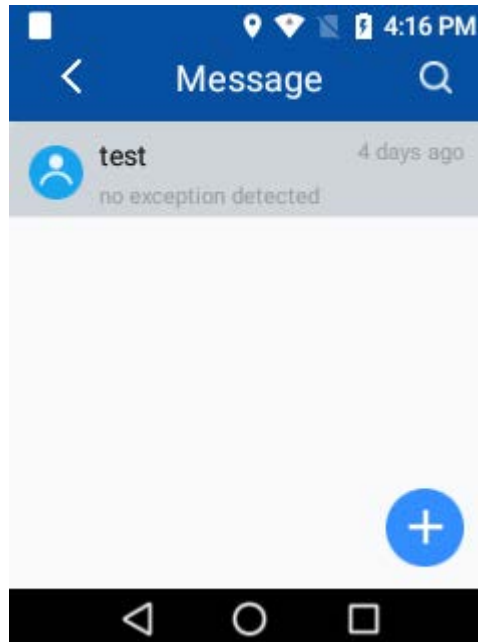 4:16 PM
Message
test
4 days ago
no exception detected